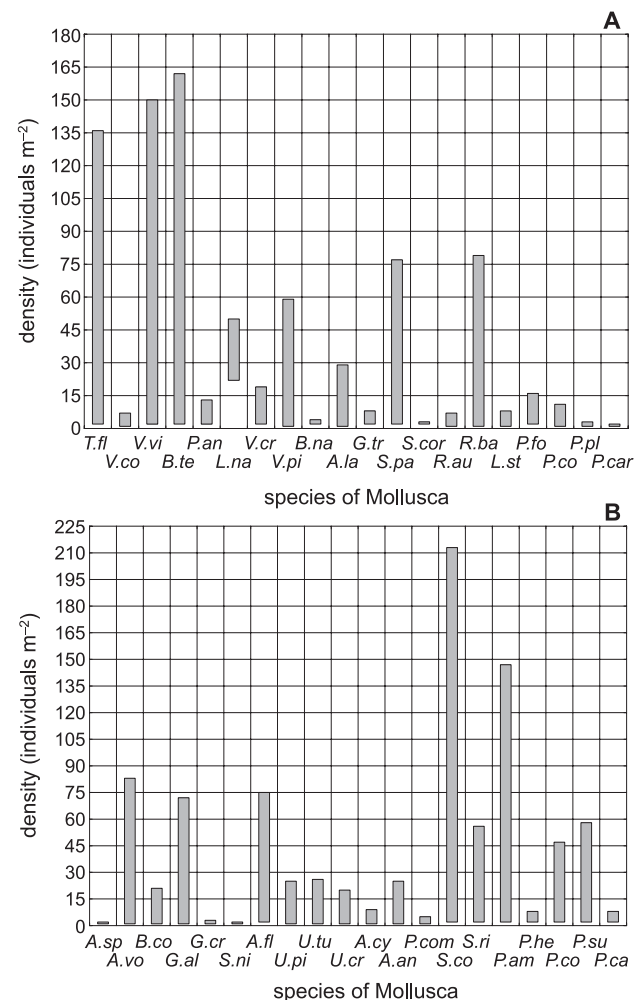 A
180
165
150
135
120
105
90
75
60
45
30
15
0
density (individuals m⁻²)
T.fl V.vi P.an V.cr B.na G.tr S.cor R.ba P.fo P.pl
V.co B.te L.na V.pi A.la S.pa R.au L.st P.co P.car
species of Mollusca
B
225
210
195
180
165
150
135
120
105
90
75
60
45
30
15
0
density (individuals m⁻²)
A.sp B.co G.cr A.fl U.tu A.cy P.com S.ri P.he P.su
A.vo G.al S.ni U.pi U.cr A.an S.co P.am P.co P.ca
species of Mollusca